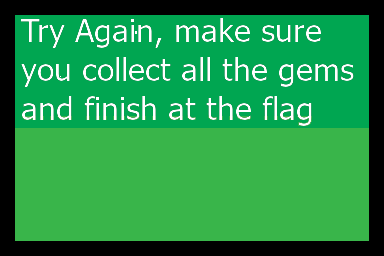 Try Again, make sure
you collect all the gems
and finish at the flag